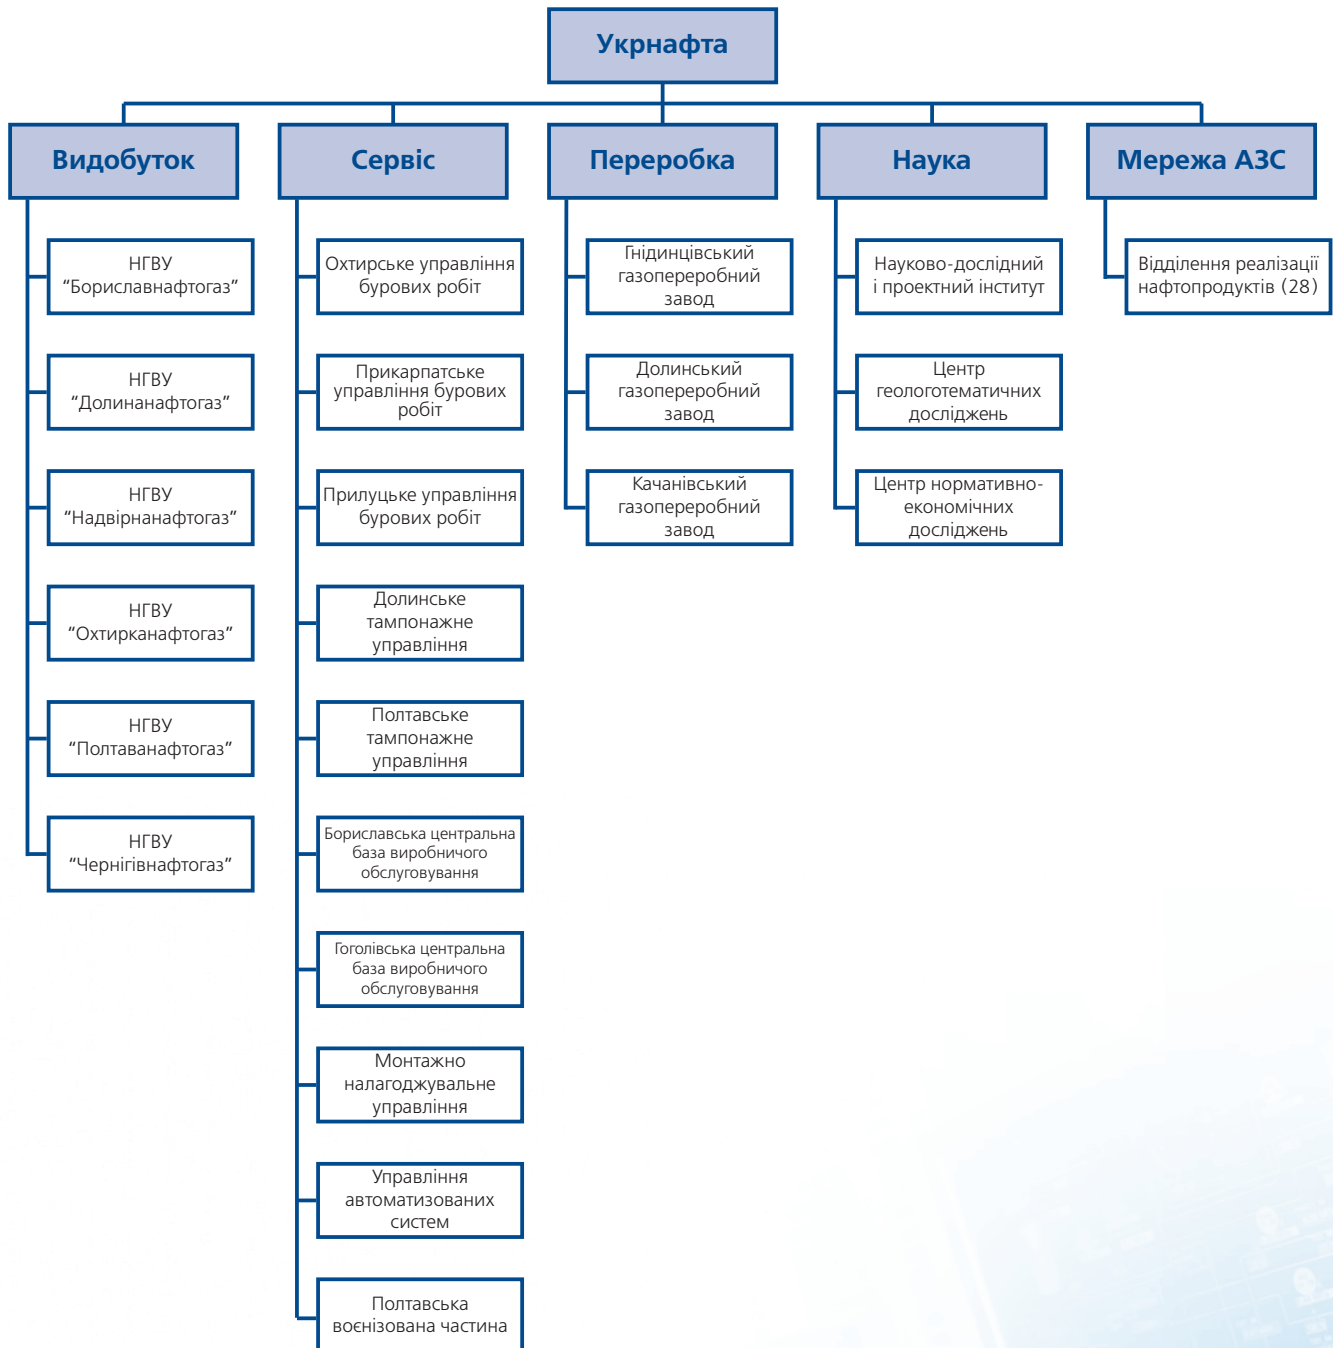 Укрнафта
Видобуток
Сервіс
Переробка
Наука
Мережа АЗС
НГВУ
“Бориславнафтогаз”
НГВУ
“Долинанафтогаз”
НГВУ
“Надвірнанафтогаз”
НГВУ
“Охтирканафтогаз”
НГВУ
“Полтаванафтогаз”
НГВУ
“Чернігівнафтогаз”
Охтирське управління
бурових робіт
Прикарпатське
управління бурових
робіт
Прилуцьке управління
бурових робіт
Долинське
тампонажне
управління
Полтавське
тампонажне
управління
Бориславська центральна
база виробничого
обслуговування
Гоголівська центральна
база виробничого
обслуговування
Монтажно
налагоджувальне
управління
Управління
автоматизованих
систем
Полтавська
воєнізована частина
Гнідинцівський
газопереробний
завод
Долинський
газопереробний
завод
Качанівський
газопереробний
завод
Науково-дослідний
і проектний інститут
Центр
геологотематичних
досліджень
Центр нормативно-
економічних
досліджень
Відділення реалізації
нафтопродуктів (28)